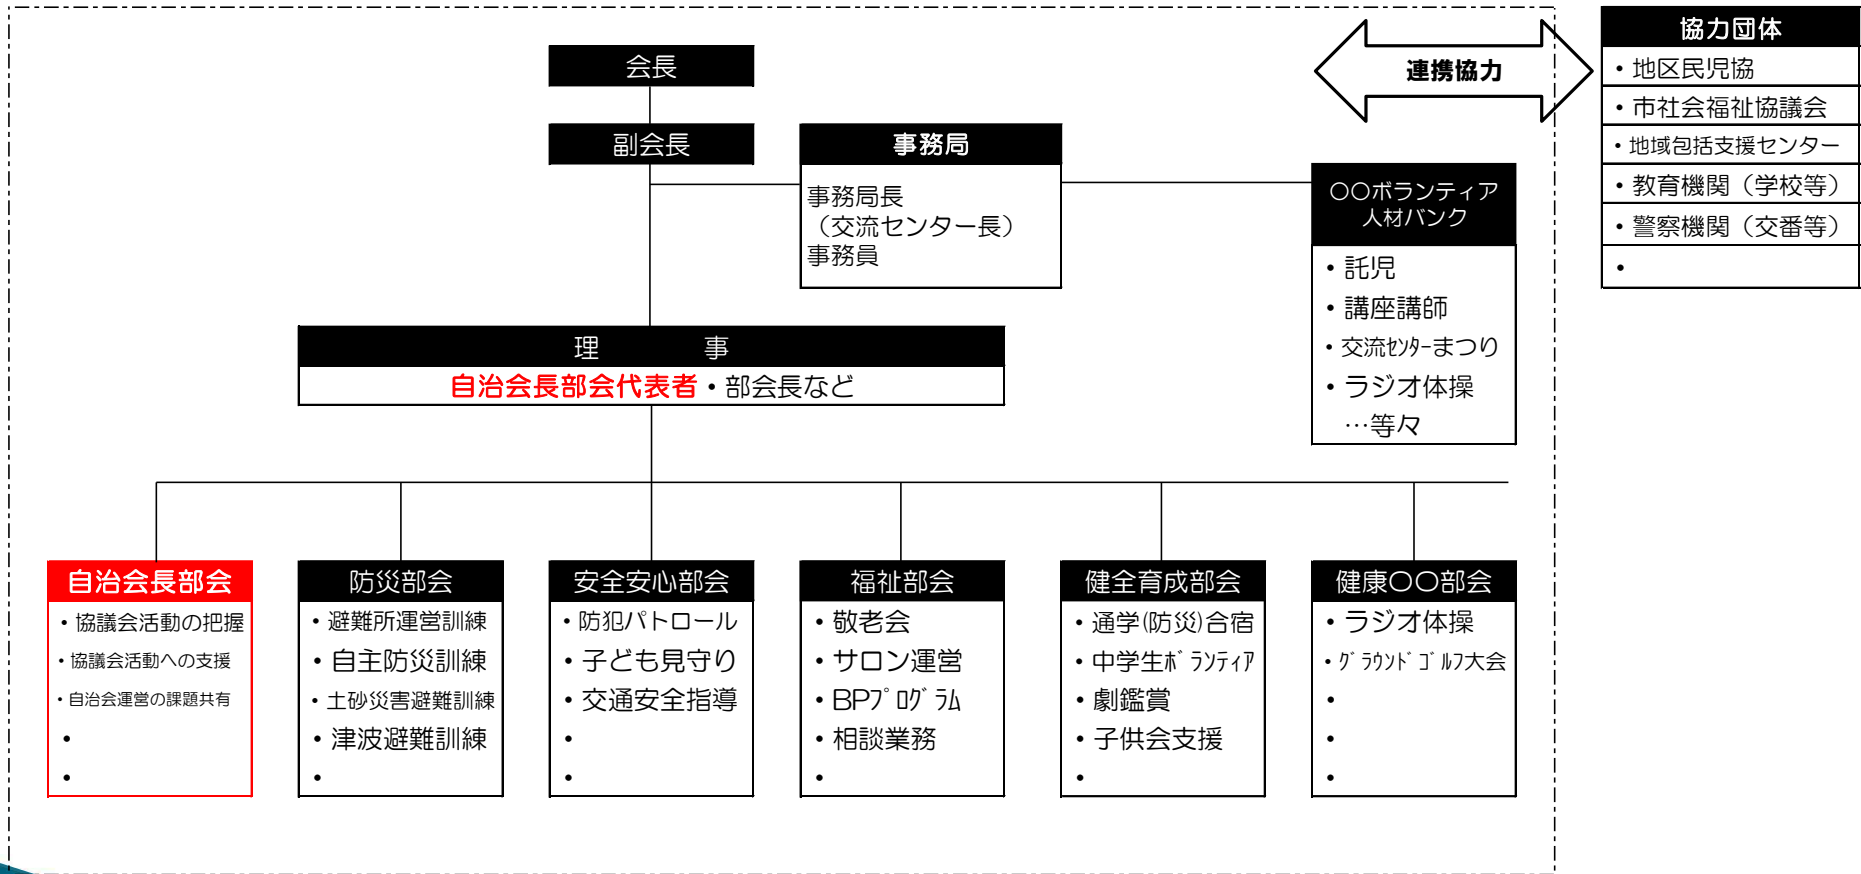 会長
副会長
事務局
事務局長
（交流センター長）
事務員
連携協力
協力団体
・地区民児協
・市社会福祉協議会
・地域包括支援センター
・教育機関（学校等）
・警察機関（交番等）
・
〇〇ボランティア
人材バンク
・託児
・講座講師
・交流ｾﾝﾀｰまつり
・ラジオ体操
…等々
理　　　事
自治会長部会代表者・部会長など
自治会長部会
・協議会活動の把握
・協議会活動への支援
・自治会運営の課題共有
・
・
防災部会
・避難所運営訓練
・自主防災訓練
・土砂災害避難訓練
・津波避難訓練
・
安全安心部会
・防犯パトロール
・子ども見守り
・交通安全指導
・
・
福祉部会
・敬老会
・サロン運営
・BPﾌﾟﾛｸﾞﾗﾑ
・相談業務
・
健全育成部会
・通学(防災)合宿
・中学生ﾎﾞﾗﾝﾃｨｱ
・劇鑑賞
・子供会支援
・
健康〇〇部会
・ラジオ体操
・ｸﾞﾗｳﾝﾄﾞｺﾞﾙﾌ大会
・
・
・